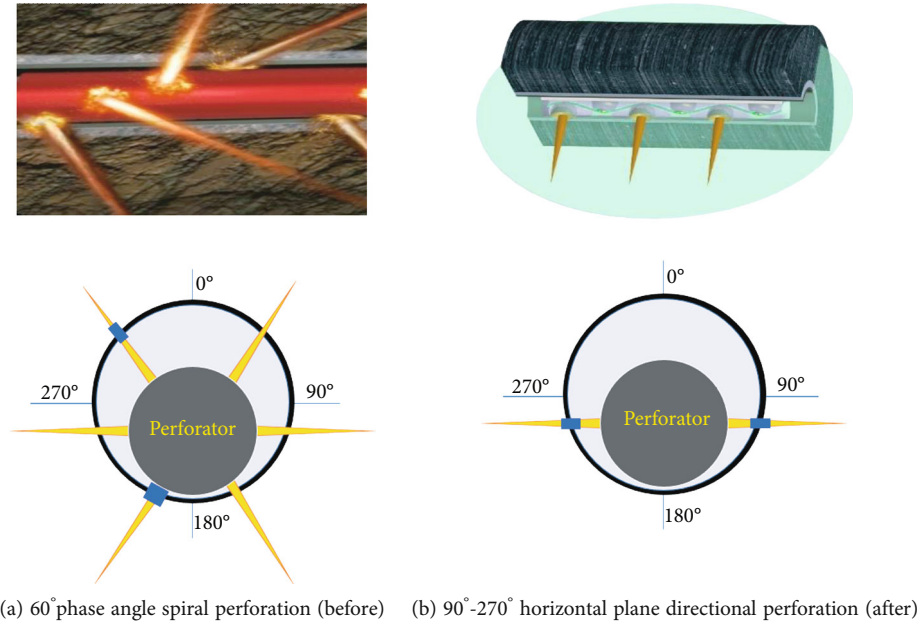 0°
270°
90°
Perforator
180°
0°
270°
90°
Perforator
180°
(a) 60°phase angle spiral perforation (before)
(b) 90°-270° horizontal plane directional perforation (after)